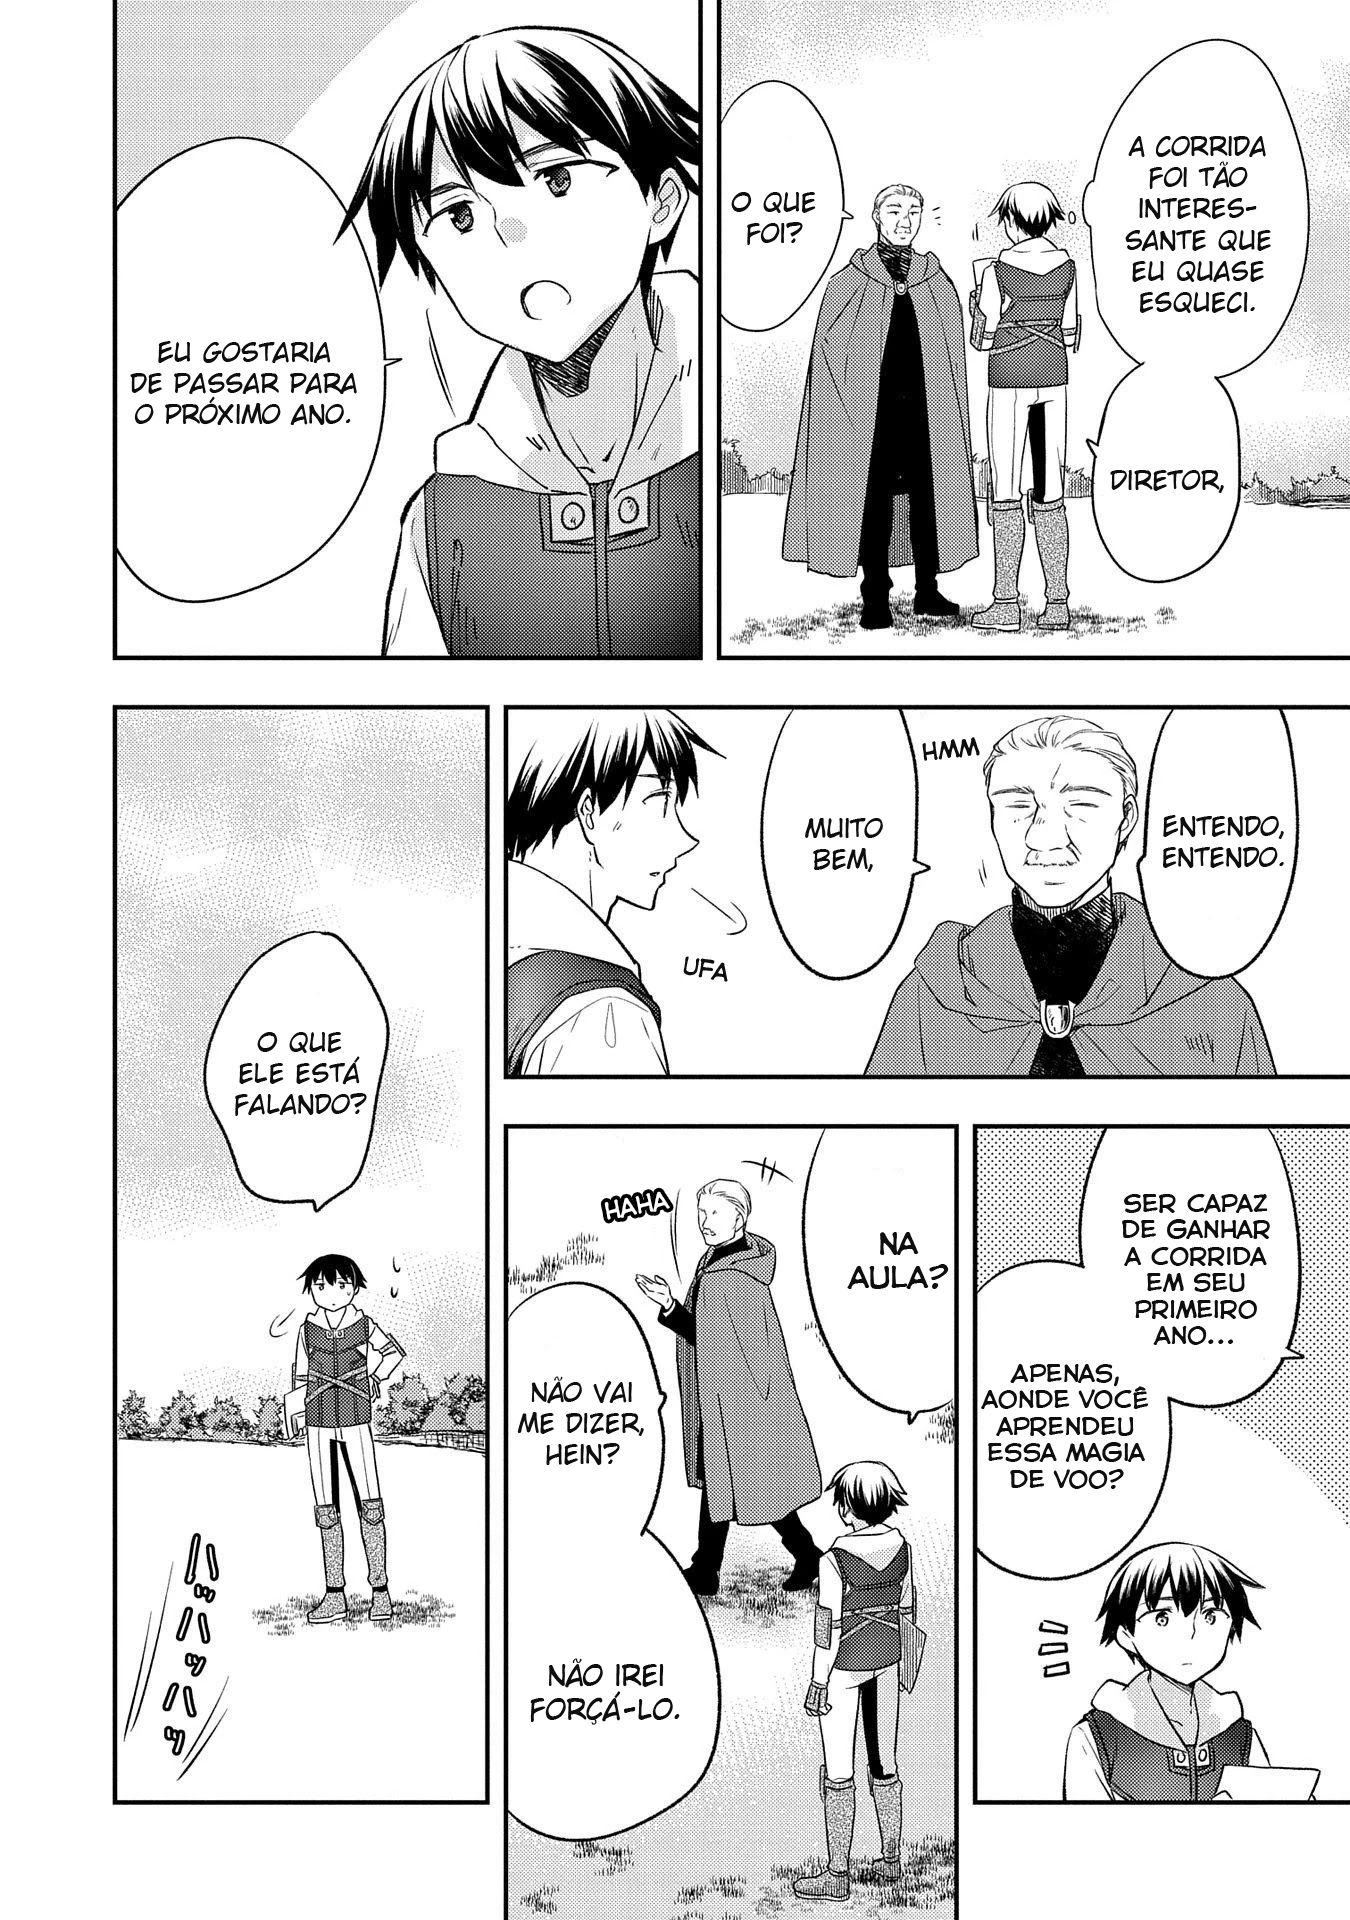 A CORRIDA
FOI TÃO
INTERES-
SANTE QUE
EU QUASE
ESQUECI.
DIRETOR,
O QUE
FOI?
EU GOSTARIA
DE PASSAR PARA
O PRÓXIMO ANO.
ENTENDO,
ENTENDO.
HMM
MUITO
BEM,
UFA
SER CAPAZ
DE GANHAR
A CORRIDA
EM SEU
PRIMEIRO
ANO...
APENAS,
AONDE VOCÊ
APRENDEU
ESSA MAGIA
DE VOO?
NA
AULA?
HAHA
NÃO VAI
ME DIZER,
HEIN?
NÃO IREI
FORÇÁ-LO.
O QUE
ELE ESTÁ
FALANDO?
ハッハッハッハッ